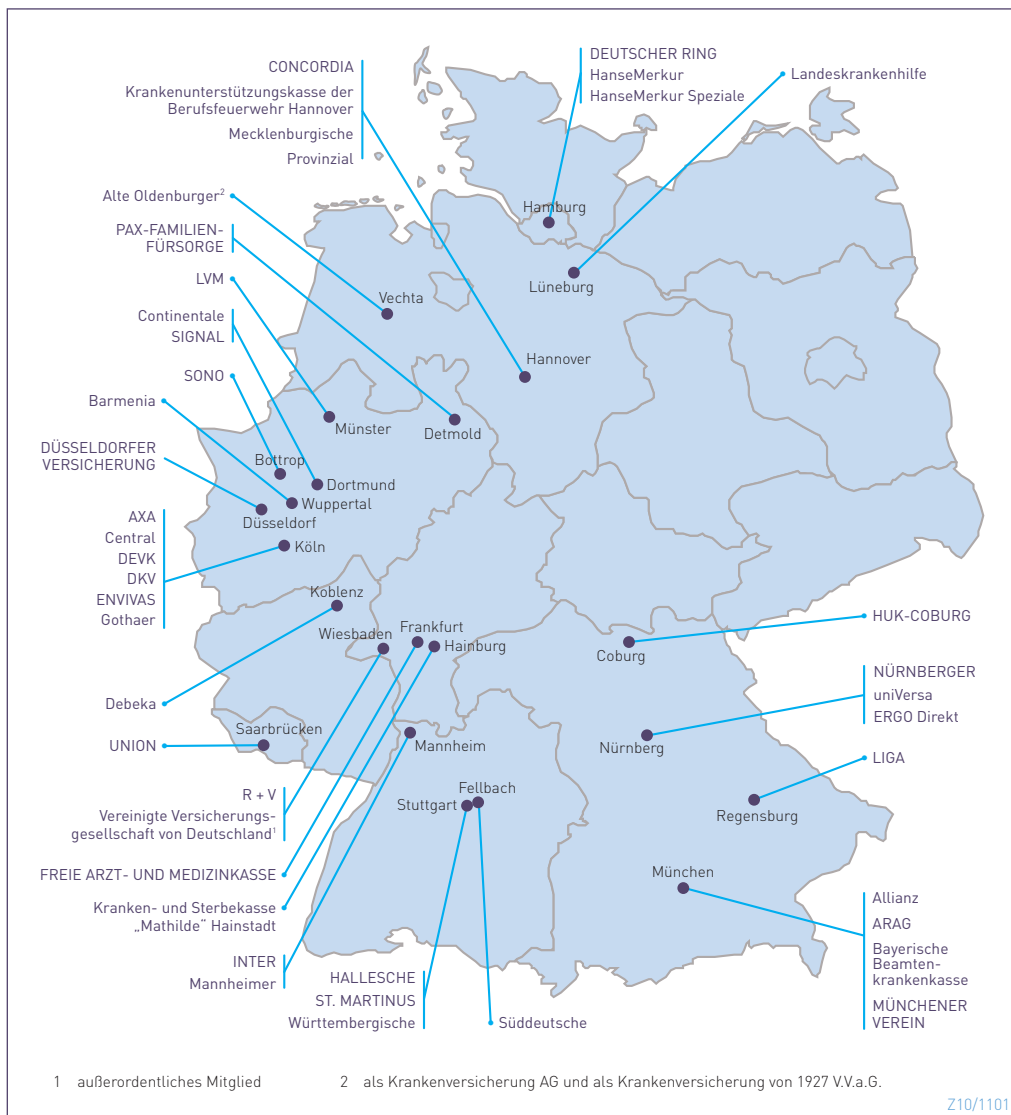 CONCORDIA
Krankenunterstützungskasse der
Berufsfeuerwehr Hannover
Mecklenburgische
Provinzial
DEUTSCHER RING
HanseMerkur
HanseMerkur Speziale
Landeskrankenhilfe
Alte Oldenburger²
PAX-FAMILIEN-
FÜRSORGE
LVM
Continentale
SIGNAL
SONO
Barmenia
DÜSSELDORFER
VERSICHERUNG
AXA
Central
DEVK
DKV
ENVIVAS
Gothaer
Debeka
UNION
R + V
Vereinigte Versicherungs-
gesellschaft von Deutschland¹
FREIE ARZT- UND MEDIZINKASSE
Kranken- und Sterbekasse
„Mathilde“ Hainstadt
INTER
Mannheimer
HALLESCHE
ST. MARTINUS
Württembergische
Süddeutsche
HUK-COBURG
NÜRNBERGER
uniVersa
ERGO Direkt
LIGA
Allianz
ARAG
Bayerische
Beamten-
krankenkasse
MÜNCHENER
VEREIN
Hamburg
Lüneburg
Vechta
Hannover
Münster
Detmold
Bottrop
Dortmund
Wuppertal
Düsseldorf
Köln
Koblenz
Wiesbaden
Frankfurt
Hainburg
Coburg
Saarbrücken
Mannheim
Nürnberg
Fellbach
Stuttgart
Regensburg
München
1 außerordentliches Mitglied
2 als Krankenversicherung AG und als Krankenversicherung von 1927 V.V.a.G.
Z10/1101